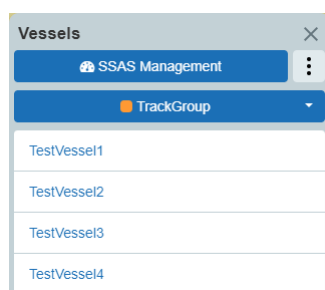 Vessels
SSAS Management
TrackGroup
TestVessel1
TestVessel2
TestVessel3
TestVessel4